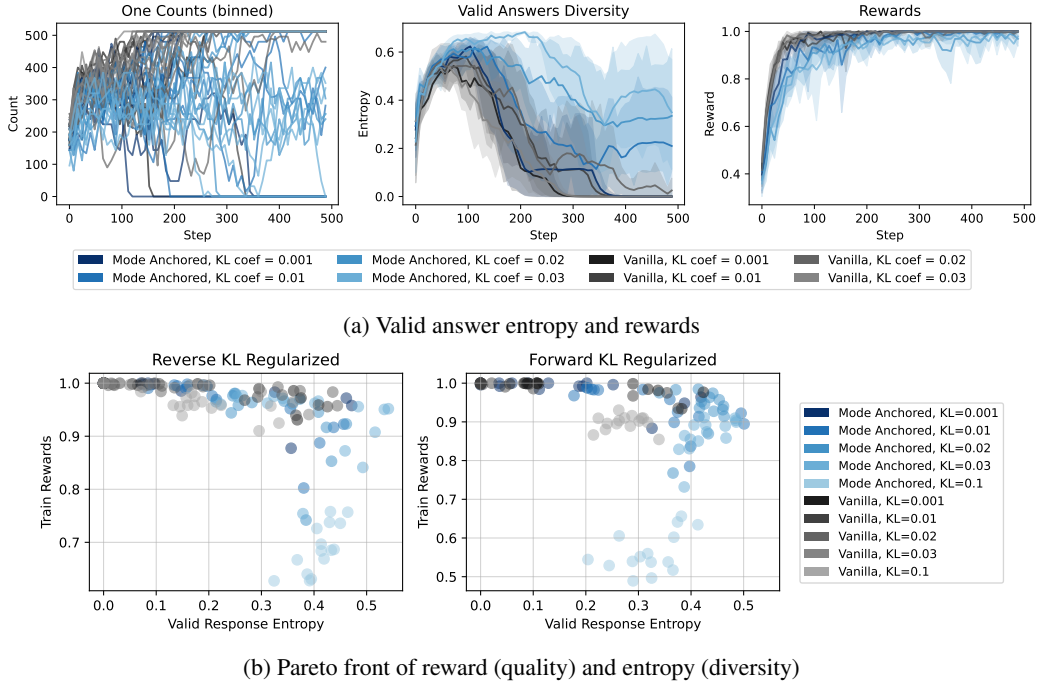 One Counts (binned)
Valid Answers Diversity
Rewards
Count
500
400
300
200
100
0
0 100 200 300 400 500
Step
Entropy
0.6
0.4
0.2
0.0
0 100 200 300 400 500
Step
Reward
1.0
0.8
0.6
0.4
0 100 200 300 400 500
Step
Mode Anchored, KL coef = 0.001
Mode Anchored, KL coef = 0.02
Vanilla, KL coef = 0.001
Vanilla, KL coef = 0.02
Mode Anchored, KL coef = 0.01
Mode Anchored, KL coef = 0.03
Vanilla, KL coef = 0.01
Vanilla, KL coef = 0.03
(a) Valid answer entropy and rewards
Reverse KL Regularized
Forward KL Regularized
Train Rewards
1.0
0.9
0.8
0.7
0.0 0.1 0.2 0.3 0.4 0.5
Valid Response Entropy
Train Rewards
1.0
0.9
0.8
0.7
0.6
0.5
0.0 0.1 0.2 0.3 0.4 0.5
Valid Response Entropy
Mode Anchored, KL=0.001
Mode Anchored, KL=0.01
Mode Anchored, KL=0.02
Mode Anchored, KL=0.03
Mode Anchored, KL=0.1
Vanilla, KL=0.001
Vanilla, KL=0.01
Vanilla, KL=0.02
Vanilla, KL=0.03
Vanilla, KL=0.1
(b) Pareto front of reward (quality) and entropy (diversity)